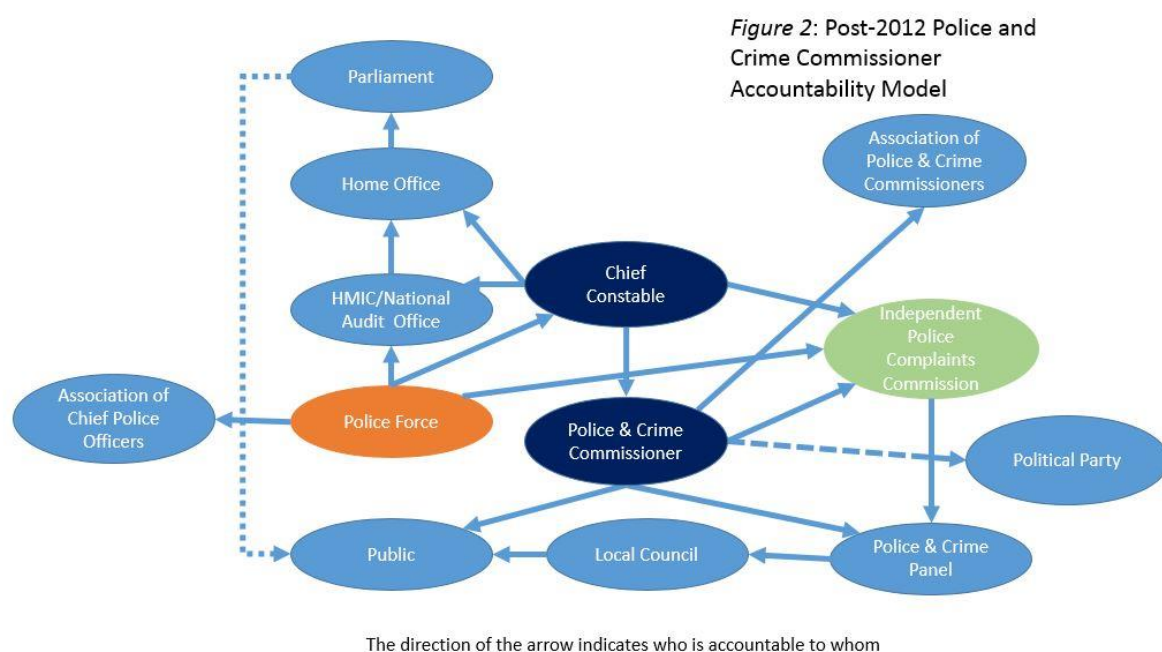 Figure 2: Post-2012 Police and
Crime Commissioner
Accountability Model
Parliament
Association of
Police & Crime
Commissioners
Home Office
Chief
Constable
HMIC/National
Audit Office
Independent
Police
Complaints
Commission
Association of
Chief Police
Officers
Police Force
Police & Crime
Commissioner
Political Party
Public
Local Council
Police & Crime
Panel
The direction of the arrow indicates who is accountable to whom